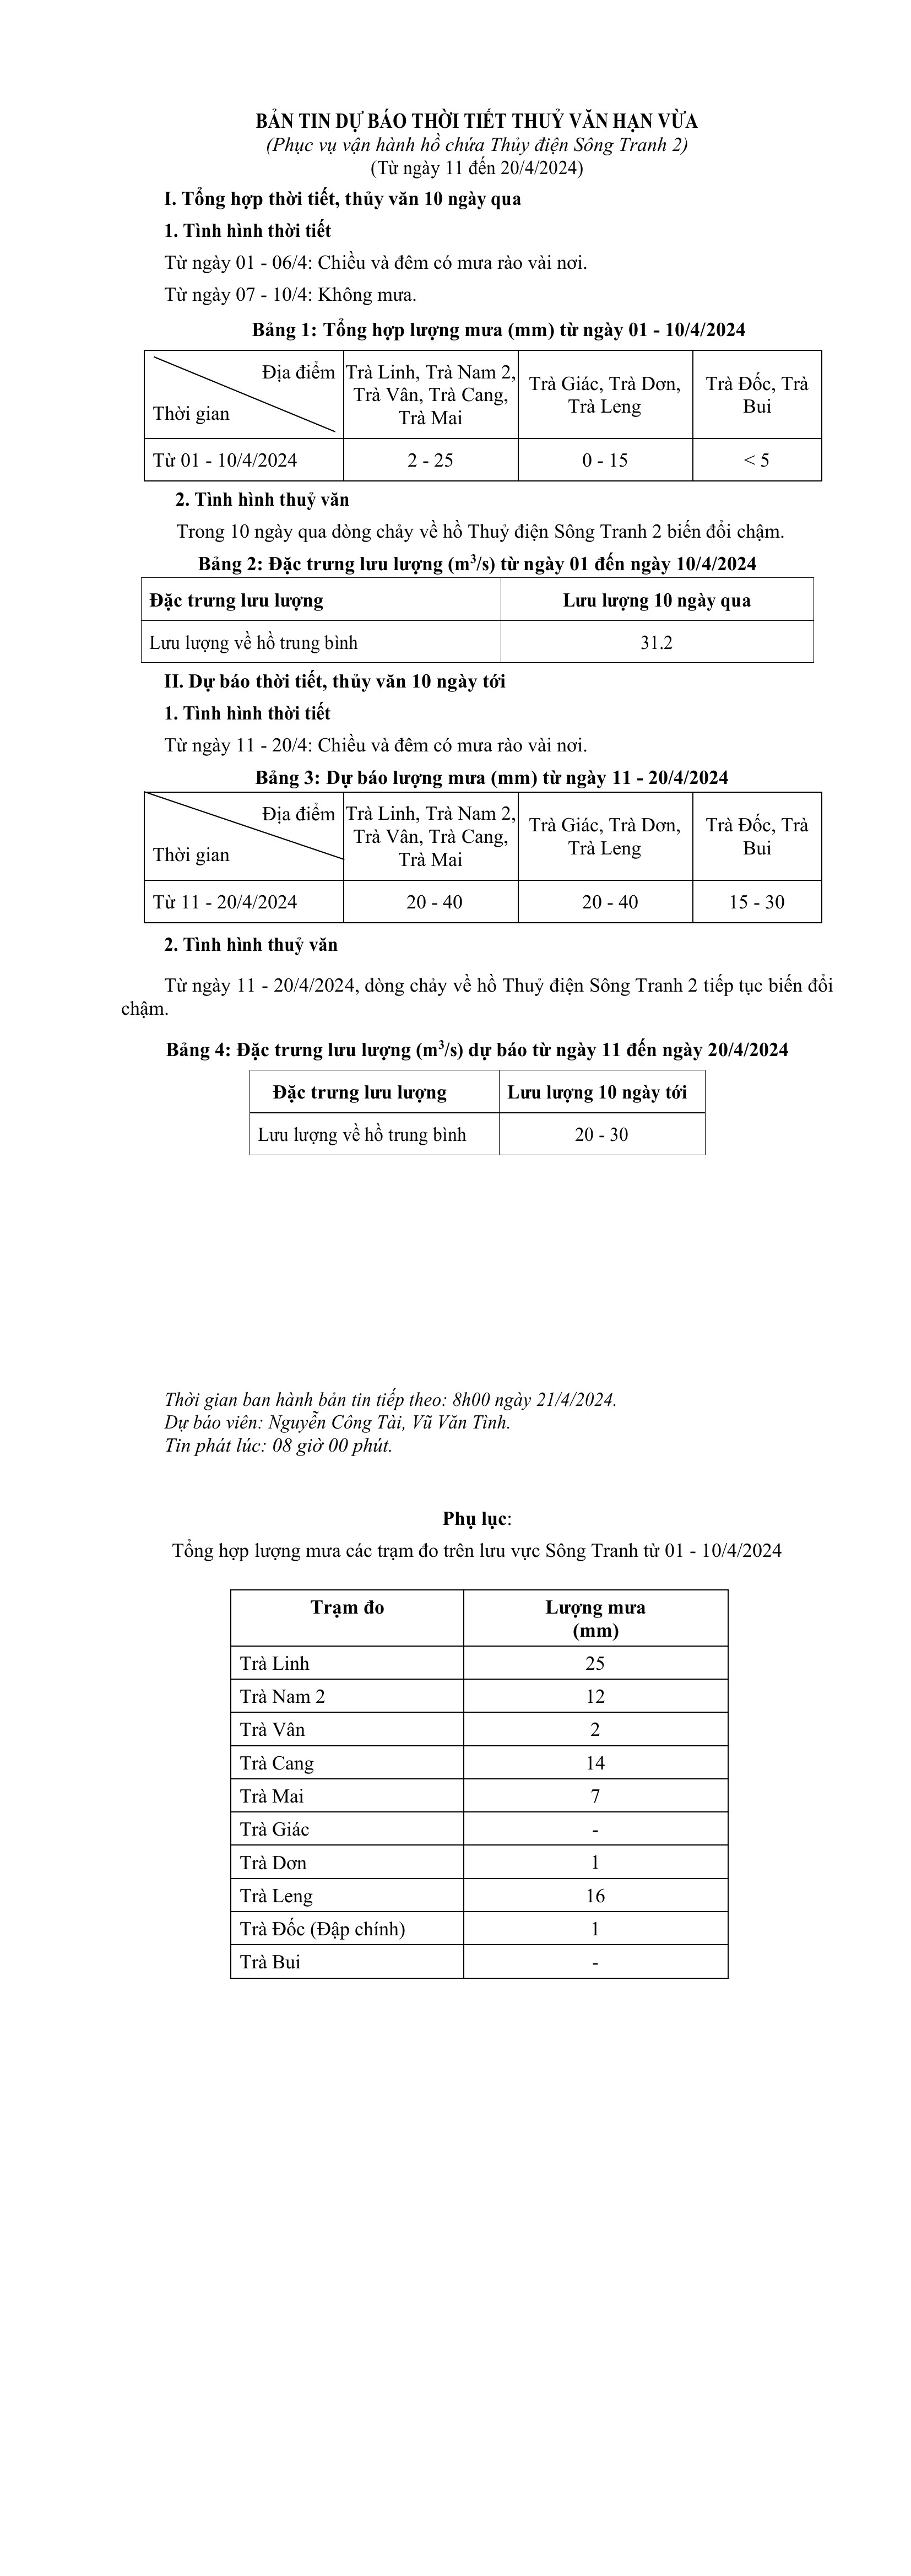 BẢN TIN DỰ BÁO THỜI TIẾT THUỶ VĂN HẠN VỪA
(Phục vụ vận hành hồ chứa Thủy điện Sông Tranh 2)
(Từ ngày 11 đến 20/4/2024)
I. Tổng hợp thời tiết, thủy văn 10 ngày qua
1. Tình hình thời tiết
Từ ngày 01 - 06/4: Chiều và đêm có mưa rào vài nơi.
Từ ngày 07 - 10/4: Không mưa.
Bảng 1: Tổng hợp lượng mưa (mm) từ ngày 01 - 10/4/2024
Địa điểm
Thời gian
Trà Linh, Trà Nam 2,
Trà Vân, Trà Cang,
Trà Mai
Trà Giác, Trà Dơn,
Trà Leng
Trà Đốc, Trà
Bui
Từ 01 - 10/4/2024 2 - 25 0 - 15 < 5
2. Tình hình thuỷ văn
Trong 10 ngày qua dòng chảy về hồ Thuỷ điện Sông Tranh 2 biến đổi chậm.
Bảng 2: Đặc trưng lưu lượng (m³/s) từ ngày 01 đến ngày 10/4/2024
Đặc trưng lưu lượng Lưu lượng 10 ngày qua
Lưu lượng về hồ trung bình 31.2
II. Dự báo thời tiết, thủy văn 10 ngày tới
1. Tình hình thời tiết
Từ ngày 11 - 20/4: Chiều và đêm có mưa rào vài nơi.
Bảng 3: Dự báo lượng mưa (mm) từ ngày 11 - 20/4/2024
Địa điểm
Thời gian
Trà Linh, Trà Nam 2,
Trà Vân, Trà Cang,
Trà Mai
Trà Giác, Trà Dơn,
Trà Leng
Trà Đốc, Trà
Bui
Từ 11 - 20/4/2024 20 - 40 20 - 40 15 - 30
2. Tình hình thuỷ văn
Từ ngày 11 - 20/4/2024, dòng chảy về hồ Thuỷ điện Sông Tranh 2 tiếp tục biến đổi
chậm.
Bảng 4: Đặc trưng lưu lượng (m³/s) dự báo từ ngày 11 đến ngày 20/4/2024
Đặc trưng lưu lượng Lưu lượng 10 ngày tới
Lưu lượng về hồ trung bình 20 - 30
Thời gian ban hành bản tin tiếp theo: 8h00 ngày 21/4/2024.
Dự báo viên: Nguyễn Công Tài, Vũ Văn Tình.
Tin phát lúc: 08 giờ 00 phút.
Phụ lục:
Tổng hợp lượng mưa các trạm đo trên lưu vực Sông Tranh từ 01 - 10/4/2024
Trạm đo Lượng mưa
(mm)
Trà Linh 25
Trà Nam 2 12
Trà Vân 2
Trà Cang 14
Trà Mai 7
Trà Giác -
Trà Dơn 1
Trà Leng 16
Trà Đốc (Đập chính) 1
Trà Bui -